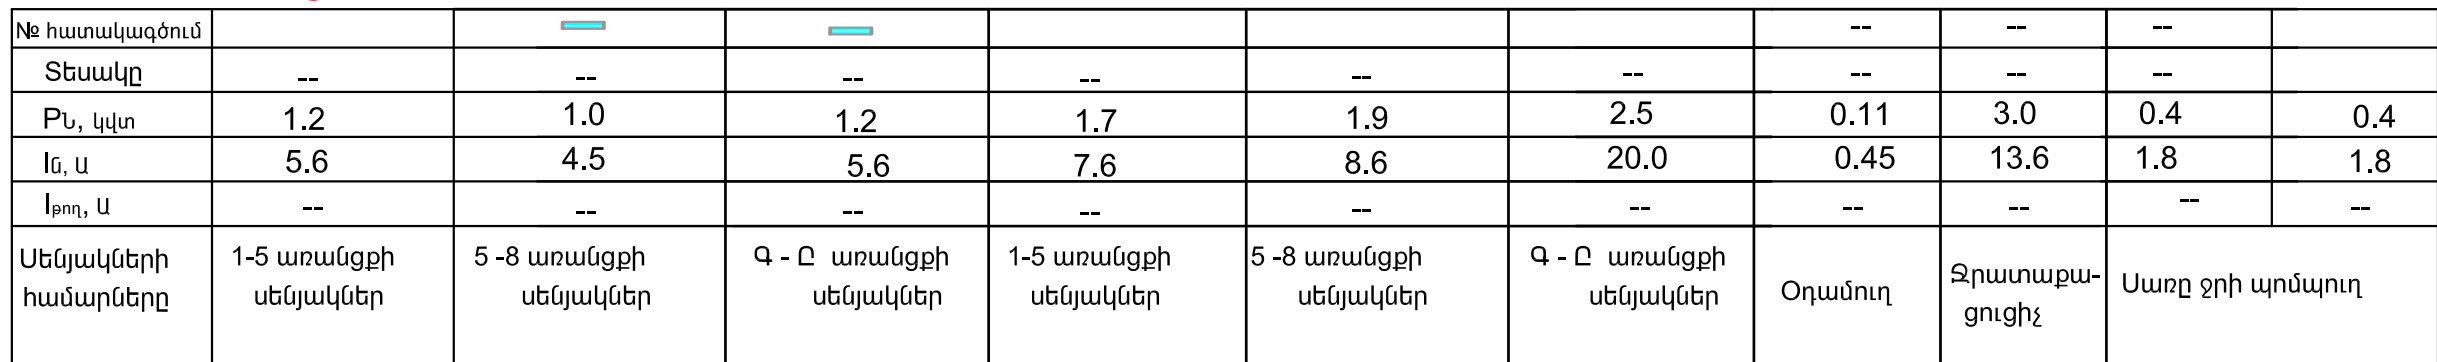 № հատակագծում -- -- --
Տեսակը -- -- -- -- -- -- -- -- --
Pն, կվտ 1.2 1.0 1.2 1.7 1.9 2.5 0.11 3.0 0.4 0.4
Iն, Ա 5.6 4.5 5.6 7.6 8.6 20.0 0.45 13.6 1.8 1.8
Iթող, Ա -- -- -- -- -- -- -- -- -- --
Սենյակների
համարները
1-5 առանցքի
սենյակներ
5 -8 առանցքի
սենյակներ
Գ - Ը առանցքի
սենյակներ
1-5 առանցքի
սենյակներ
5 -8 առանցքի
սենյակներ
Գ - Ը առանցքի
սենյակներ
Օդամուղ
Ջրատաքա-
ցուցիչ
Սառը ջրի պոմպուղ